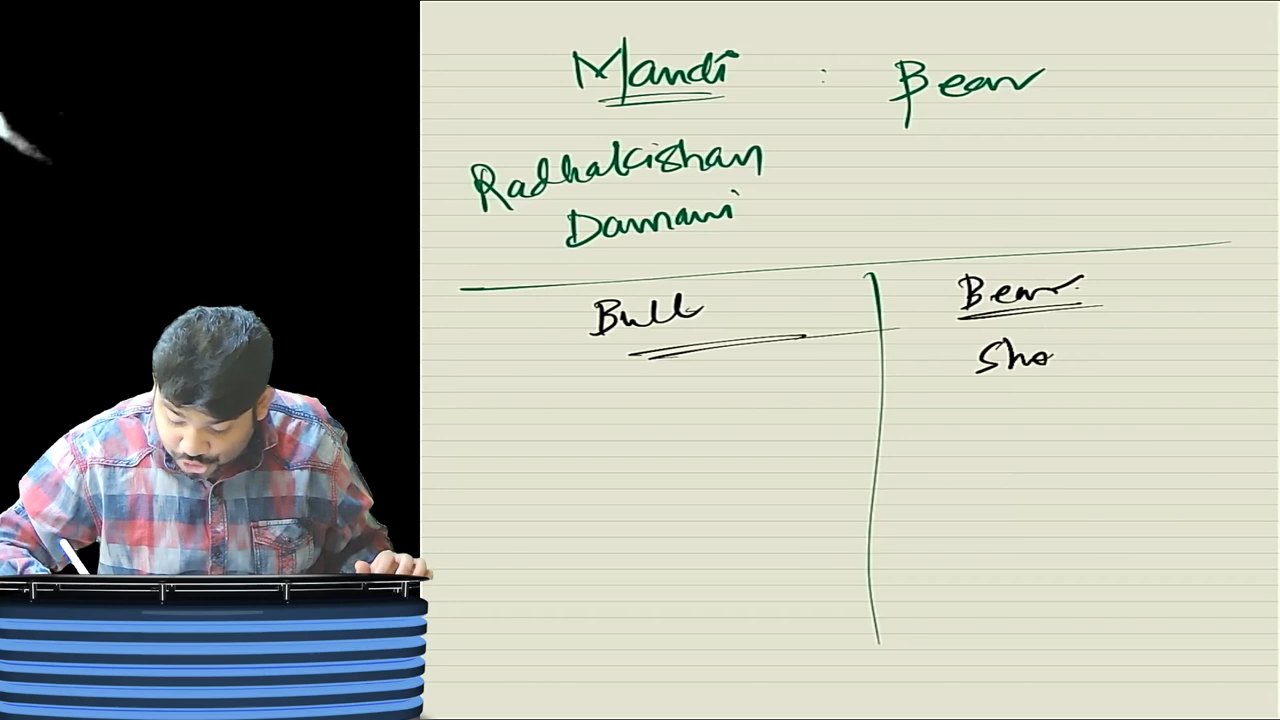 Mandi : Bear
Radhakishan
Damani
Bull
Bear
Sho